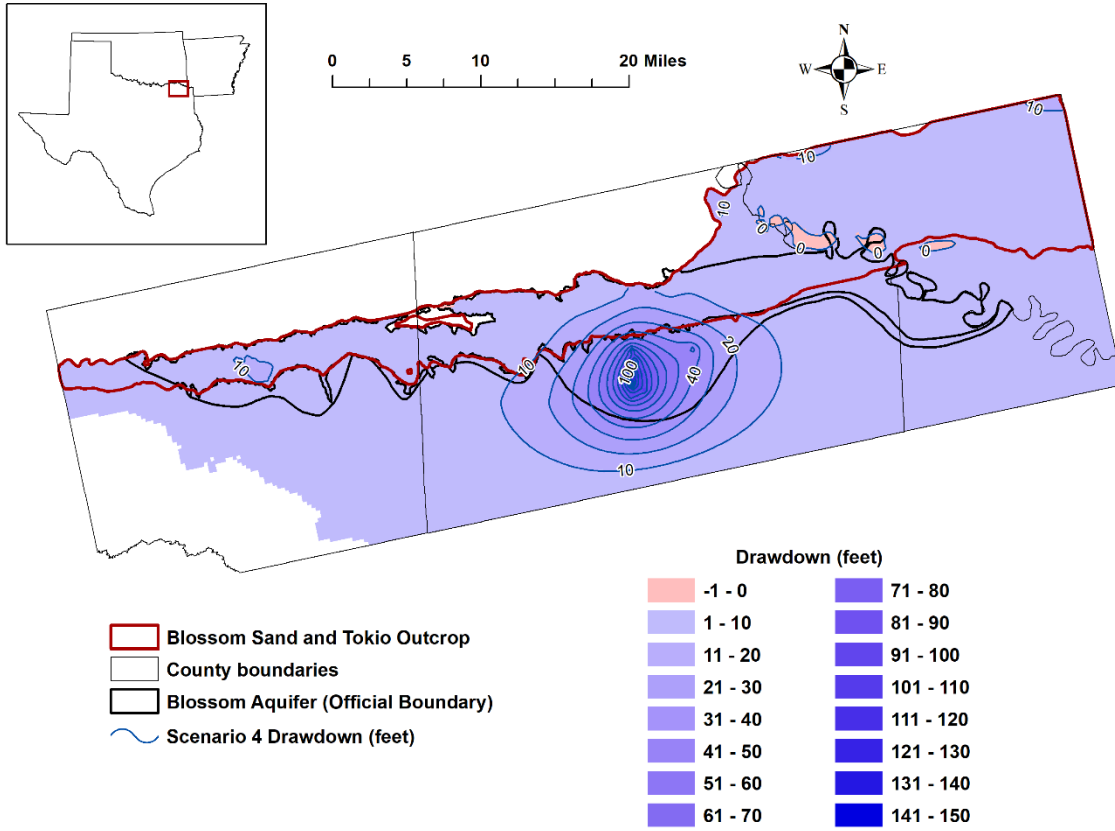 0 5 10 20 Miles
N
W E
S
10
10
10
0
0
0
0
10
10
20
40
100
10
Drawdown (feet)
-1 - 0
1 - 10
11 - 20
21 - 30
31 - 40
41 - 50
51 - 60
61 - 70
71 - 80
81 - 90
91 - 100
101 - 110
111 - 120
121 - 130
131 - 140
141 - 150
Blossom Sand and Tokio Outcrop
County boundaries
Blossom Aquifer (Official Boundary)
Scenario 4 Drawdown (feet)